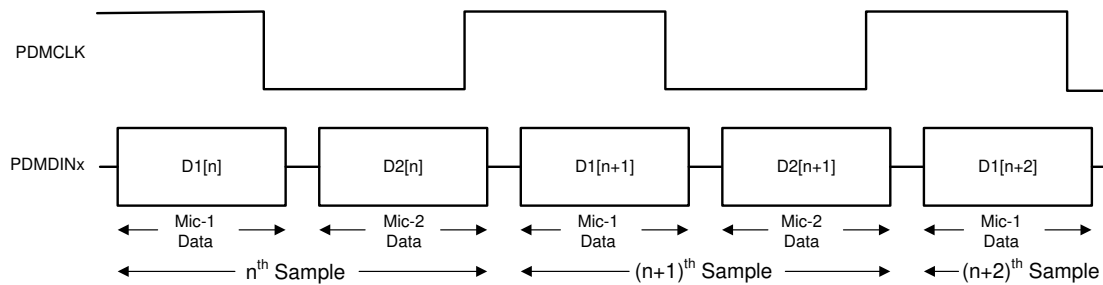 PDMCLK
PDMDINx
D1[n]
D2[n]
D1[n+1]
D2[n+1]
D1[n+2]
Mic-1
Data
Mic-2
Data
Mic-1
Data
Mic-2
Data
Mic-1
Data
nth Sample
(n+1)th Sample
(n+2)th Sample